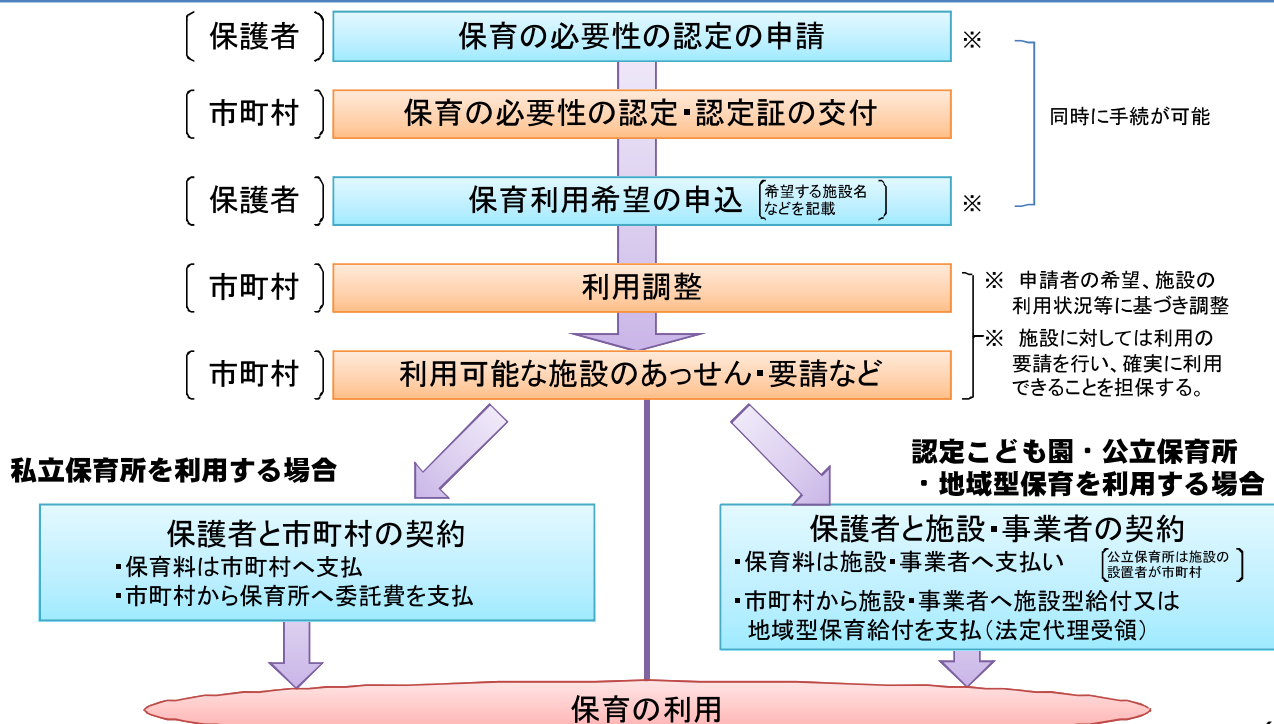 保護者 保育の必要性の認定の申請 ※
市町村 保育の必要性の認定・認定証の交付
同時に手続が可能
保護者 保育利用希望の申込 希望する施設名
などを記載 ※
市町村 利用調整
※ 申請者の希望、施設の
利用状況等に基づき調整
※ 施設に対しては利用の
要請を行い、確実に利用
できることを担保する。
市町村 利用可能な施設のあっせん・要請など
私立保育所を利用する場合
保護者と市町村の契約
・保育料は市町村へ支払
・市町村から保育所へ委託費を支払
認定こども園・公立保育所
・地域型保育を利用する場合
保護者と施設・事業者の契約
・保育料は施設・事業者へ支払い 公立保育所は施設の
設置者が市町村
・市町村から施設・事業者へ施設型給付又は
地域型保育給付を支払(法定代理受領)
保育の利用